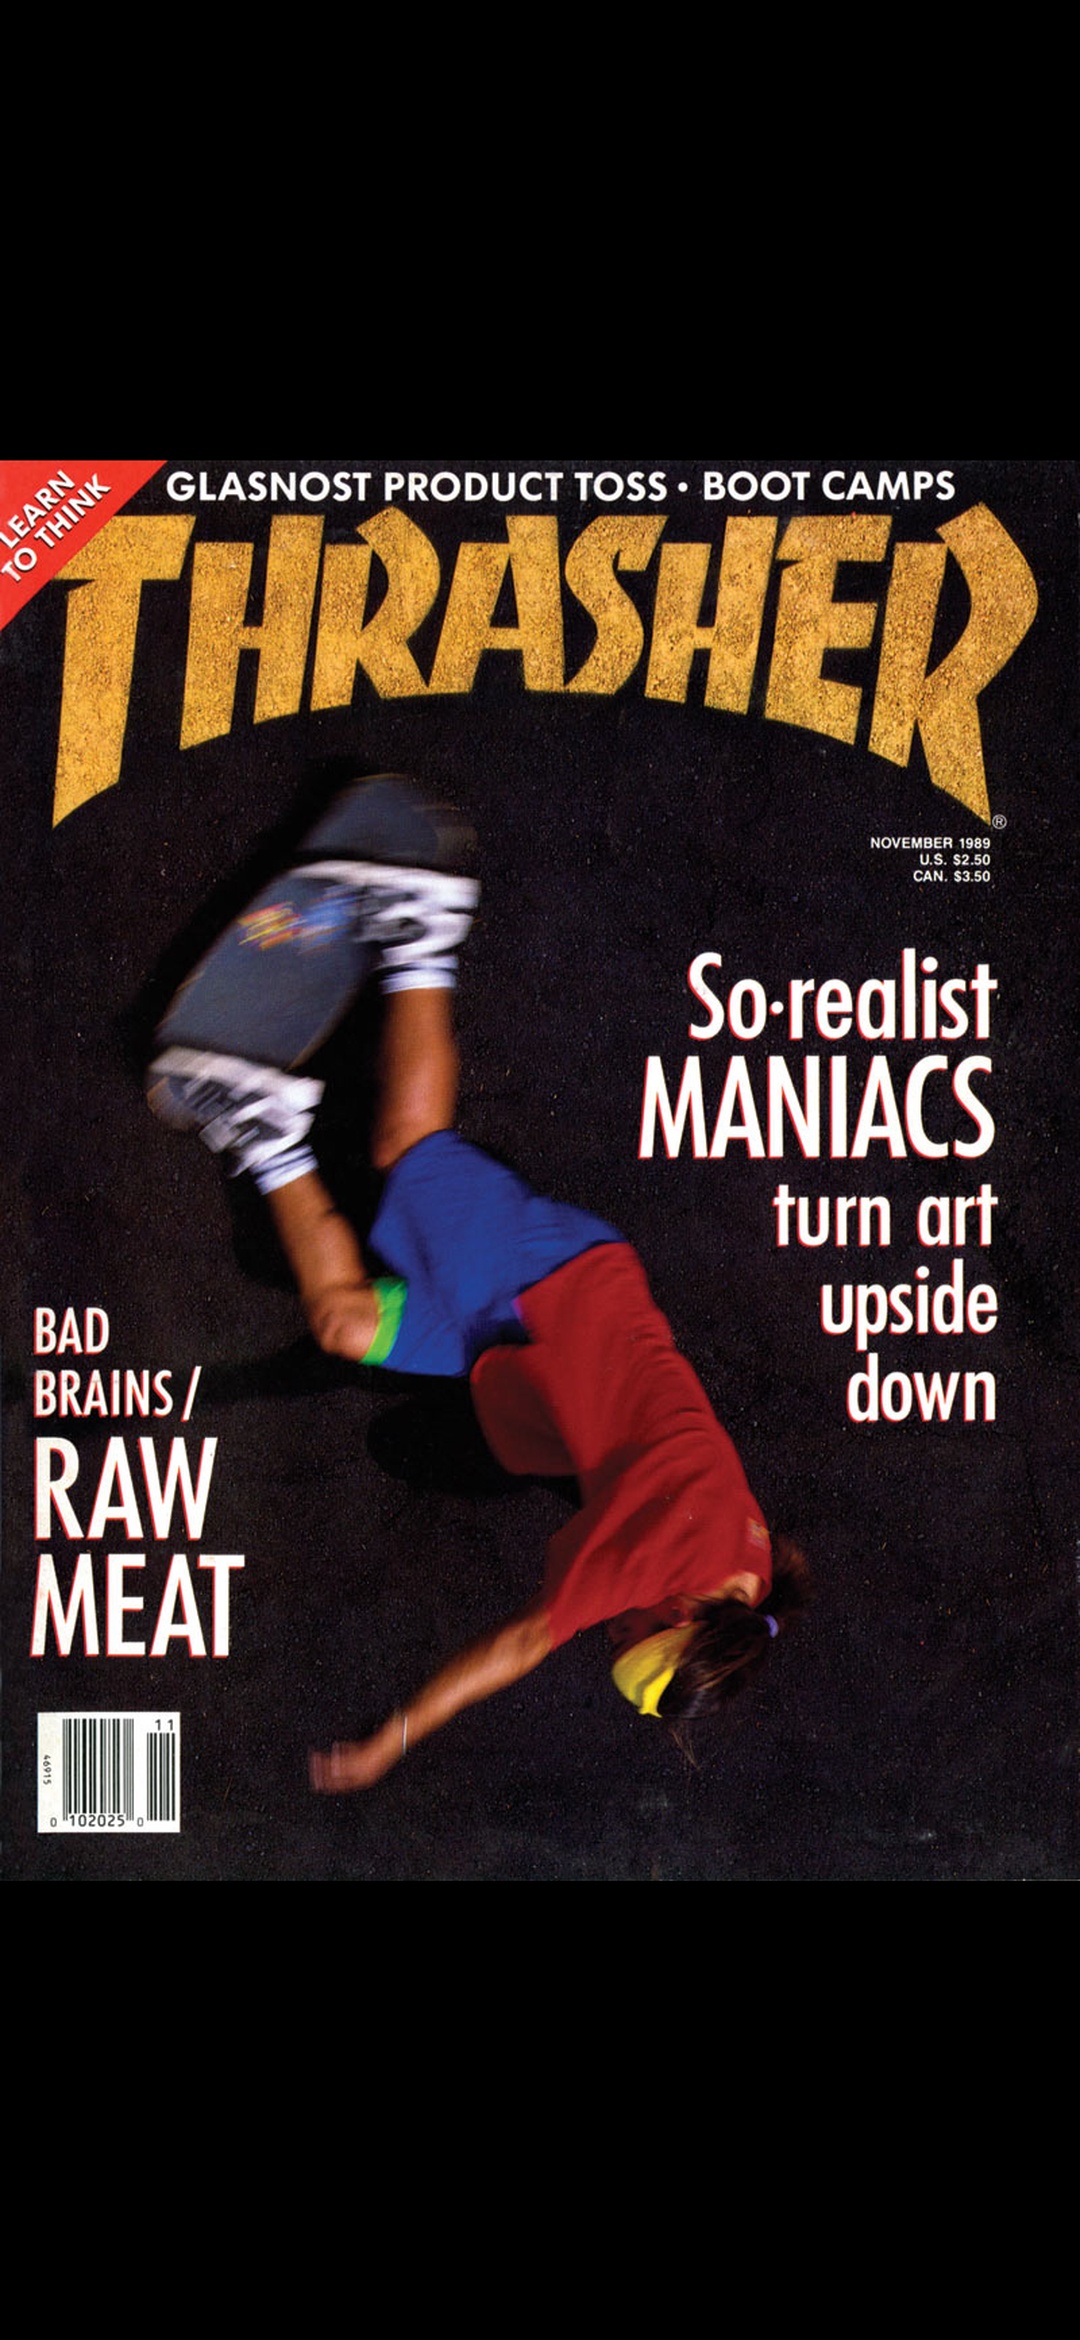 LEARN
TO THINK
GLASNOST PRODUCT TOSS • BOOT CAMPS
THRASHER®
NOVEMBER 1989
U.S. $2.50
CAN. $3.50
So•realist
MANIACS
turn art
upside
down
BAD
BRAINS /
RAW
MEAT
11
46915
0 102025 0